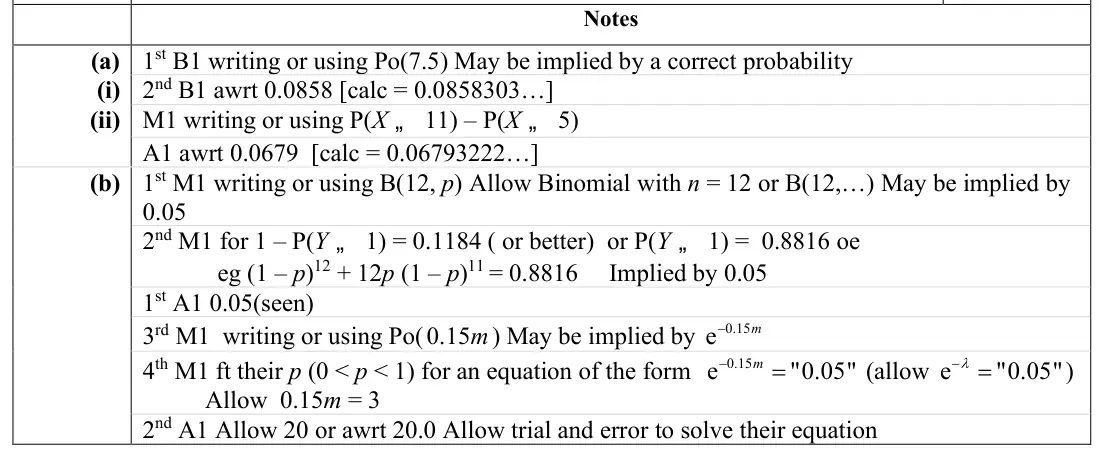 Notes
(a) 1st B1 writing or using Po(7.5) May be implied by a correct probability
(i) 2nd B1 awrt 0.0858 [calc = 0.0858303…]
(ii) M1 writing or using P(X „ 11) – P(X „ 5)
A1 awrt 0.0679 [calc = 0.06793222…]
(b) 1st M1 writing or using B(12, p) Allow Binomial with n = 12 or B(12,…) May be implied by
0.05
2nd M1 for 1 – P(Y „ 1) = 0.1184 ( or better) or P(Y „ 1) = 0.8816 oe
eg (1 – p)^12 + 12p (1 – p)^11 = 0.8816 Implied by 0.05
1st A1 0.05(seen)
3rd M1 writing or using Po( 0.15m ) May be implied by e^−0.15m
4th M1 ft their p (0 < p < 1) for an equation of the form e^−0.15m = "0.05" (allow e^−λ = "0.05")
Allow 0.15m = 3
2nd A1 Allow 20 or awrt 20.0 Allow trial and error to solve their equation